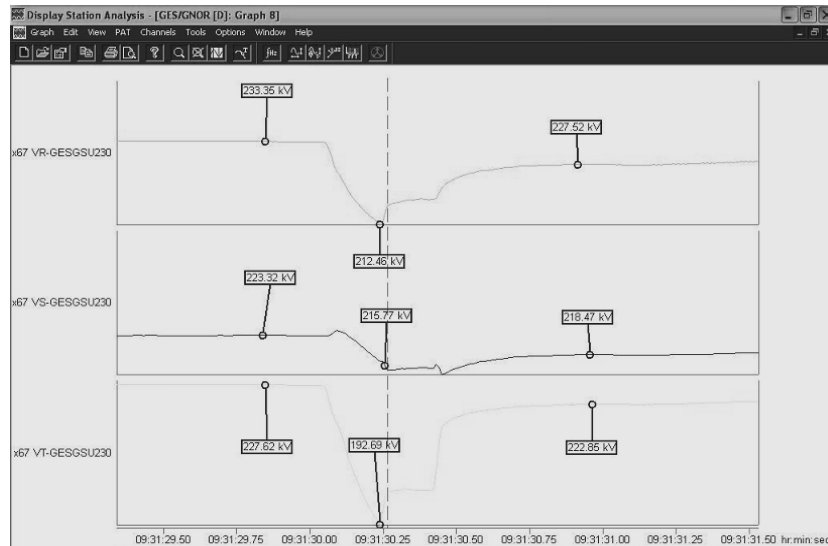 Display Station Analysis - [GES/GNOR [D]: Graph 8]
Graph Edit View PAT Channels Tools Options Window Help
233.35 kV
227.52 kV
x67 VR-GESGSU230
212.46 kV
223.32 kV
215.77 kV
218.47 kV
x67 VS-GESGSU230
227.62 kV
192.69 kV
222.85 kV
x67 VT-GESGSU230
09:31:29.50 09:31:29.75 09:31:30.00 09:31:30.25 09:31:30.50 09:31:30.75 09:31:31.00 09:31:31.25 09:31:31.50 hr:min:sec